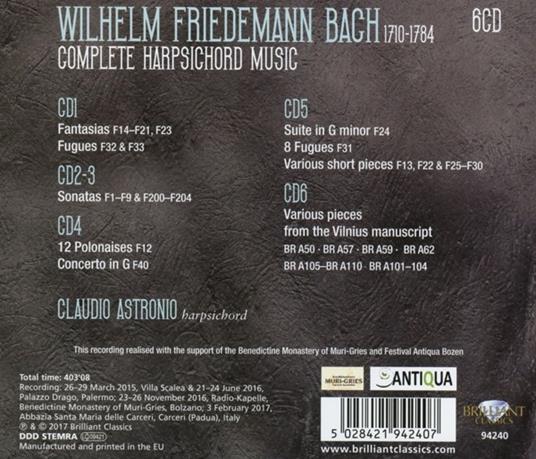 WILHELM FRIEDEMANN BACH 1710-1784
6CD
COMPLETE HARPSICHORD MUSIC
CD1
Fantasias F14–F21, F23
Fugues F32 & F33
CD2-3
Sonatas F1–F9 & F200–F204
CD4
12 Polonaises F12
Concerto in G F40
CD5
Suite in G minor F24
8 Fugues F31
Various short pieces F13, F22 & F25–F30
CD6
Various pieces
from the Vilnius manuscript
BR A50 · BR A57 · BR A59 · BR A62
BR A105–BR A110 · BR A101–104
CLAUDIO ASTRONIO harpsichord
This recording realised with the support of the Benedictine Monastery of Muri-Gries and Festival Antiqua Bozen
Total time: 403'08
Recording: 26–29 March 2015, Villa Scalea & 21–24 June 2016,
Palazzo Drago, Palermo; 23–26 November 2016, Radio-Kapelle,
Benedictine Monastery of Muri-Gries, Bolzano; 3 February 2017,
Abbazia Santa Maria delle Carceri, Carceri (Padua), Italy
℗ & © 2017 Brilliant Classics
DDD STEMRA LC 09421
Manufactured and printed in the EU
MURI-GRIES
ANTIQUA
5 028421 942407
www.brilliantclassics.com
BRILLIANT
CLASSICS
94240